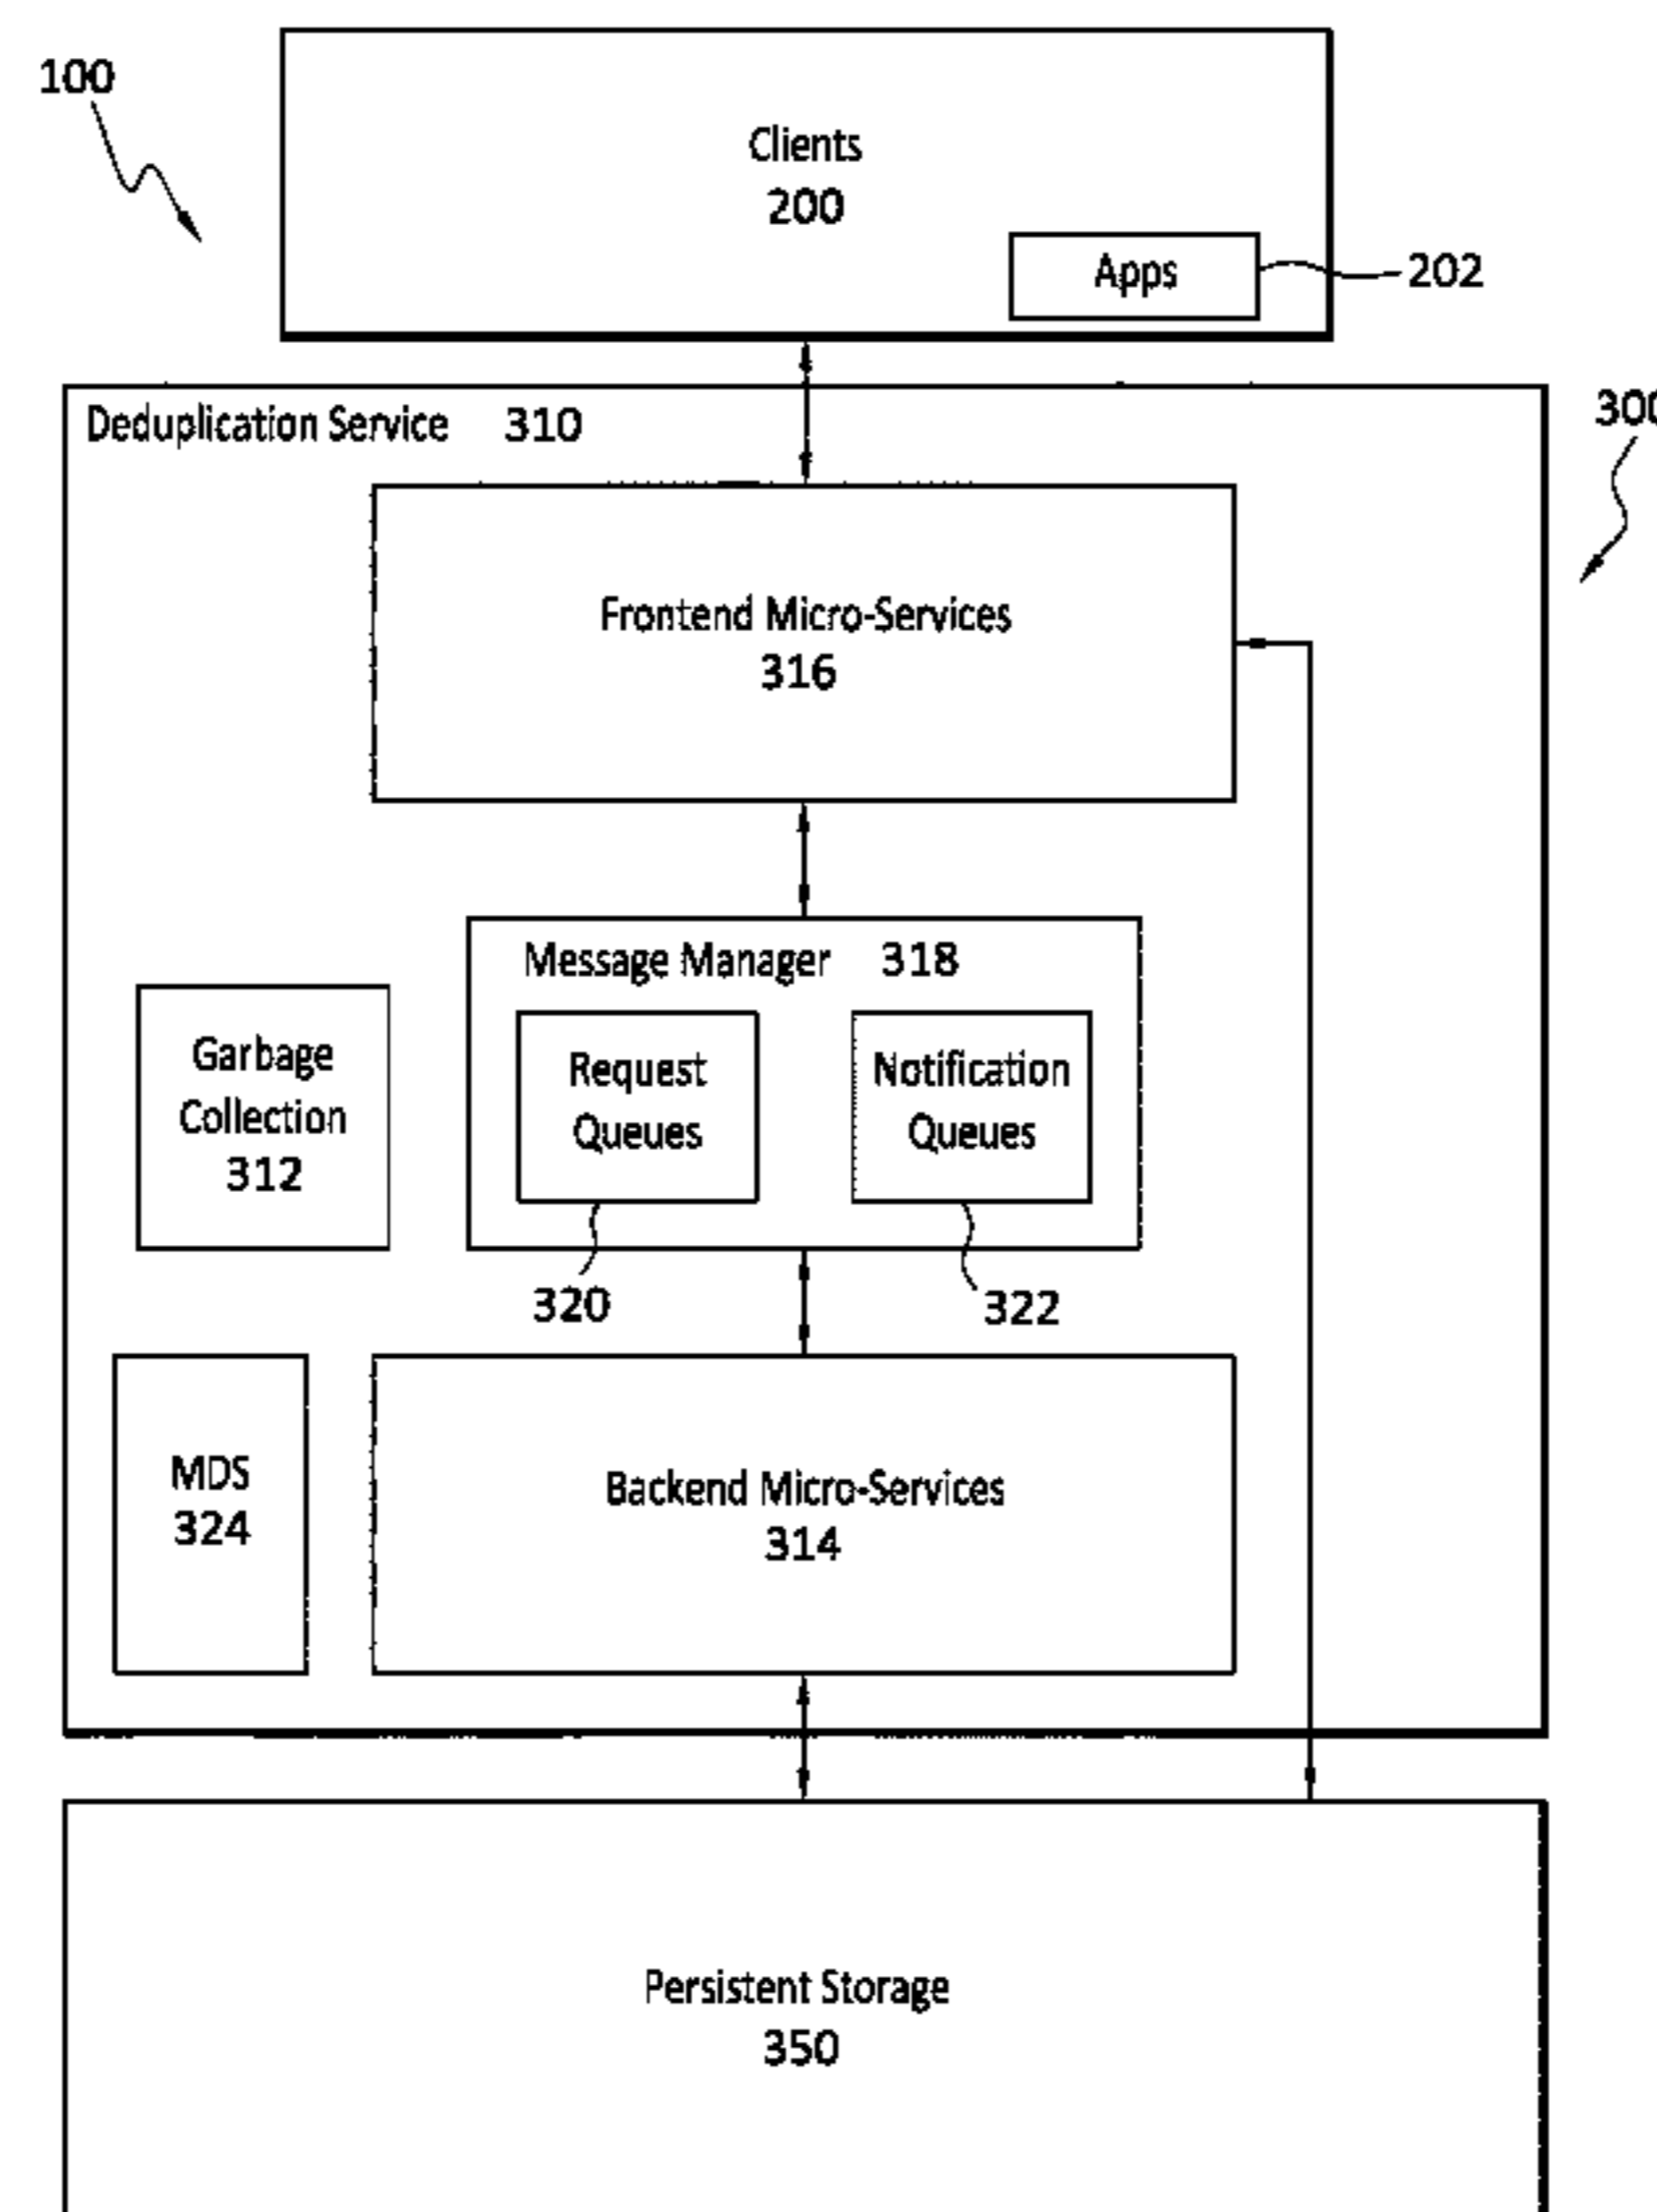 100
Clients
200
Apps
202
Deduplication Service 310
300
Frontend Micro-Services
316
Message Manager 318
Garbage
Collection
312
Request
Queues
Notification
Queues
320
322
MDS
324
Backend Micro-Services
314
Persistent Storage
350